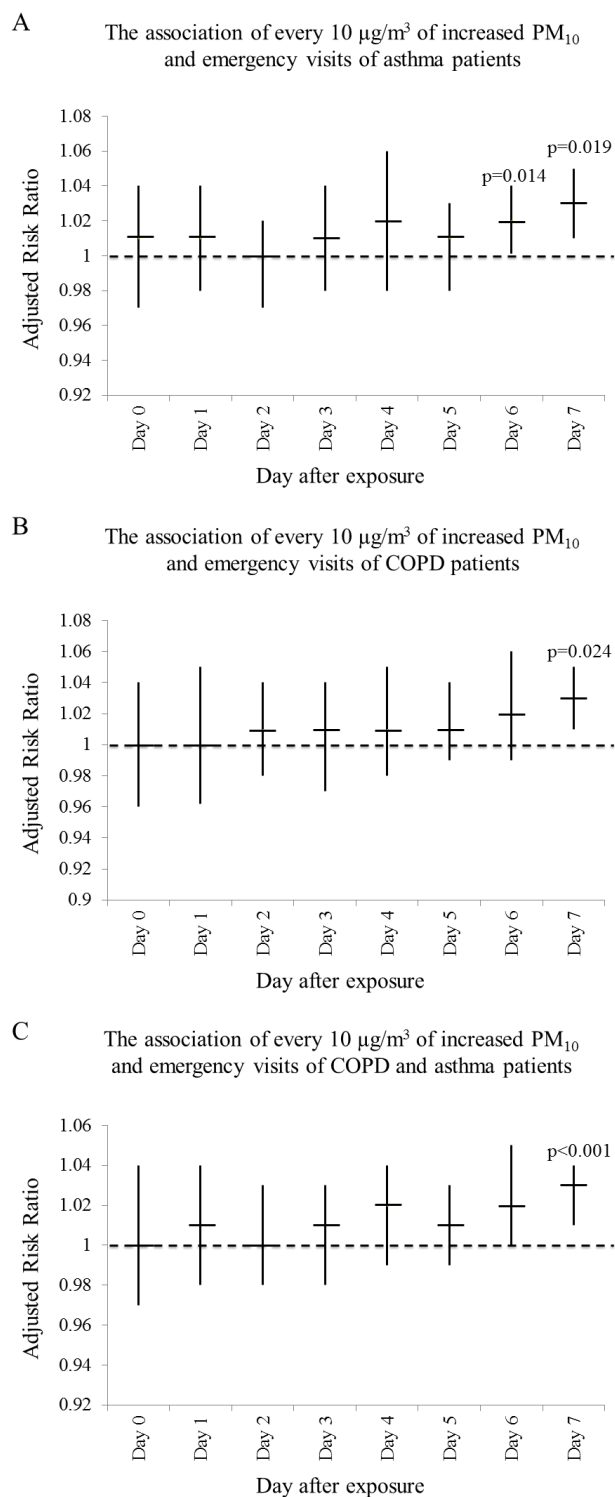 A
The association of every 10 µg/m³ of increased PM₁₀
and emergency visits of asthma patients
Adjusted Risk Ratio
1.08
1.06
1.04
1.02
1
0.98
0.96
0.94
0.92
p=0.014
p=0.019
Day 0
Day 1
Day 2
Day 3
Day 4
Day 5
Day 6
Day 7
Day after exposure
B
The association of every 10 µg/m³ of increased PM₁₀
and emergency visits of COPD patients
Adjusted Risk Ratio
1.08
1.06
1.04
1.02
1
0.98
0.96
0.94
0.92
0.9
p=0.024
Day 0
Day 1
Day 2
Day 3
Day 4
Day 5
Day 6
Day 7
Day after exposure
C
The association of every 10 µg/m³ of increased PM₁₀
and emergency visits of COPD and asthma patients
Adjusted Risk Ratio
1.06
1.04
1.02
1
0.98
0.96
0.94
0.92
p<0.001
Day 0
Day 1
Day 2
Day 3
Day 4
Day 5
Day 6
Day 7
Day after exposure